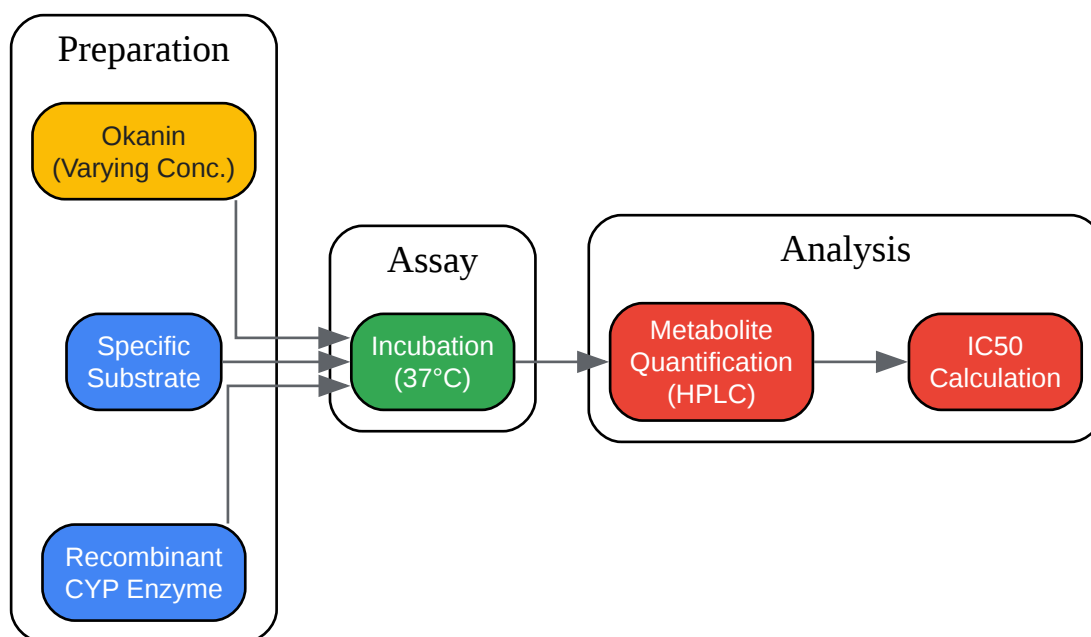 Preparation
Okanin
(Varying Conc.)
Specific
Substrate
Recombinant
CYP Enzyme
Assay
Incubation
(37°C)
Analysis
Metabolite
Quantification
(HPLC)
IC50
Calculation